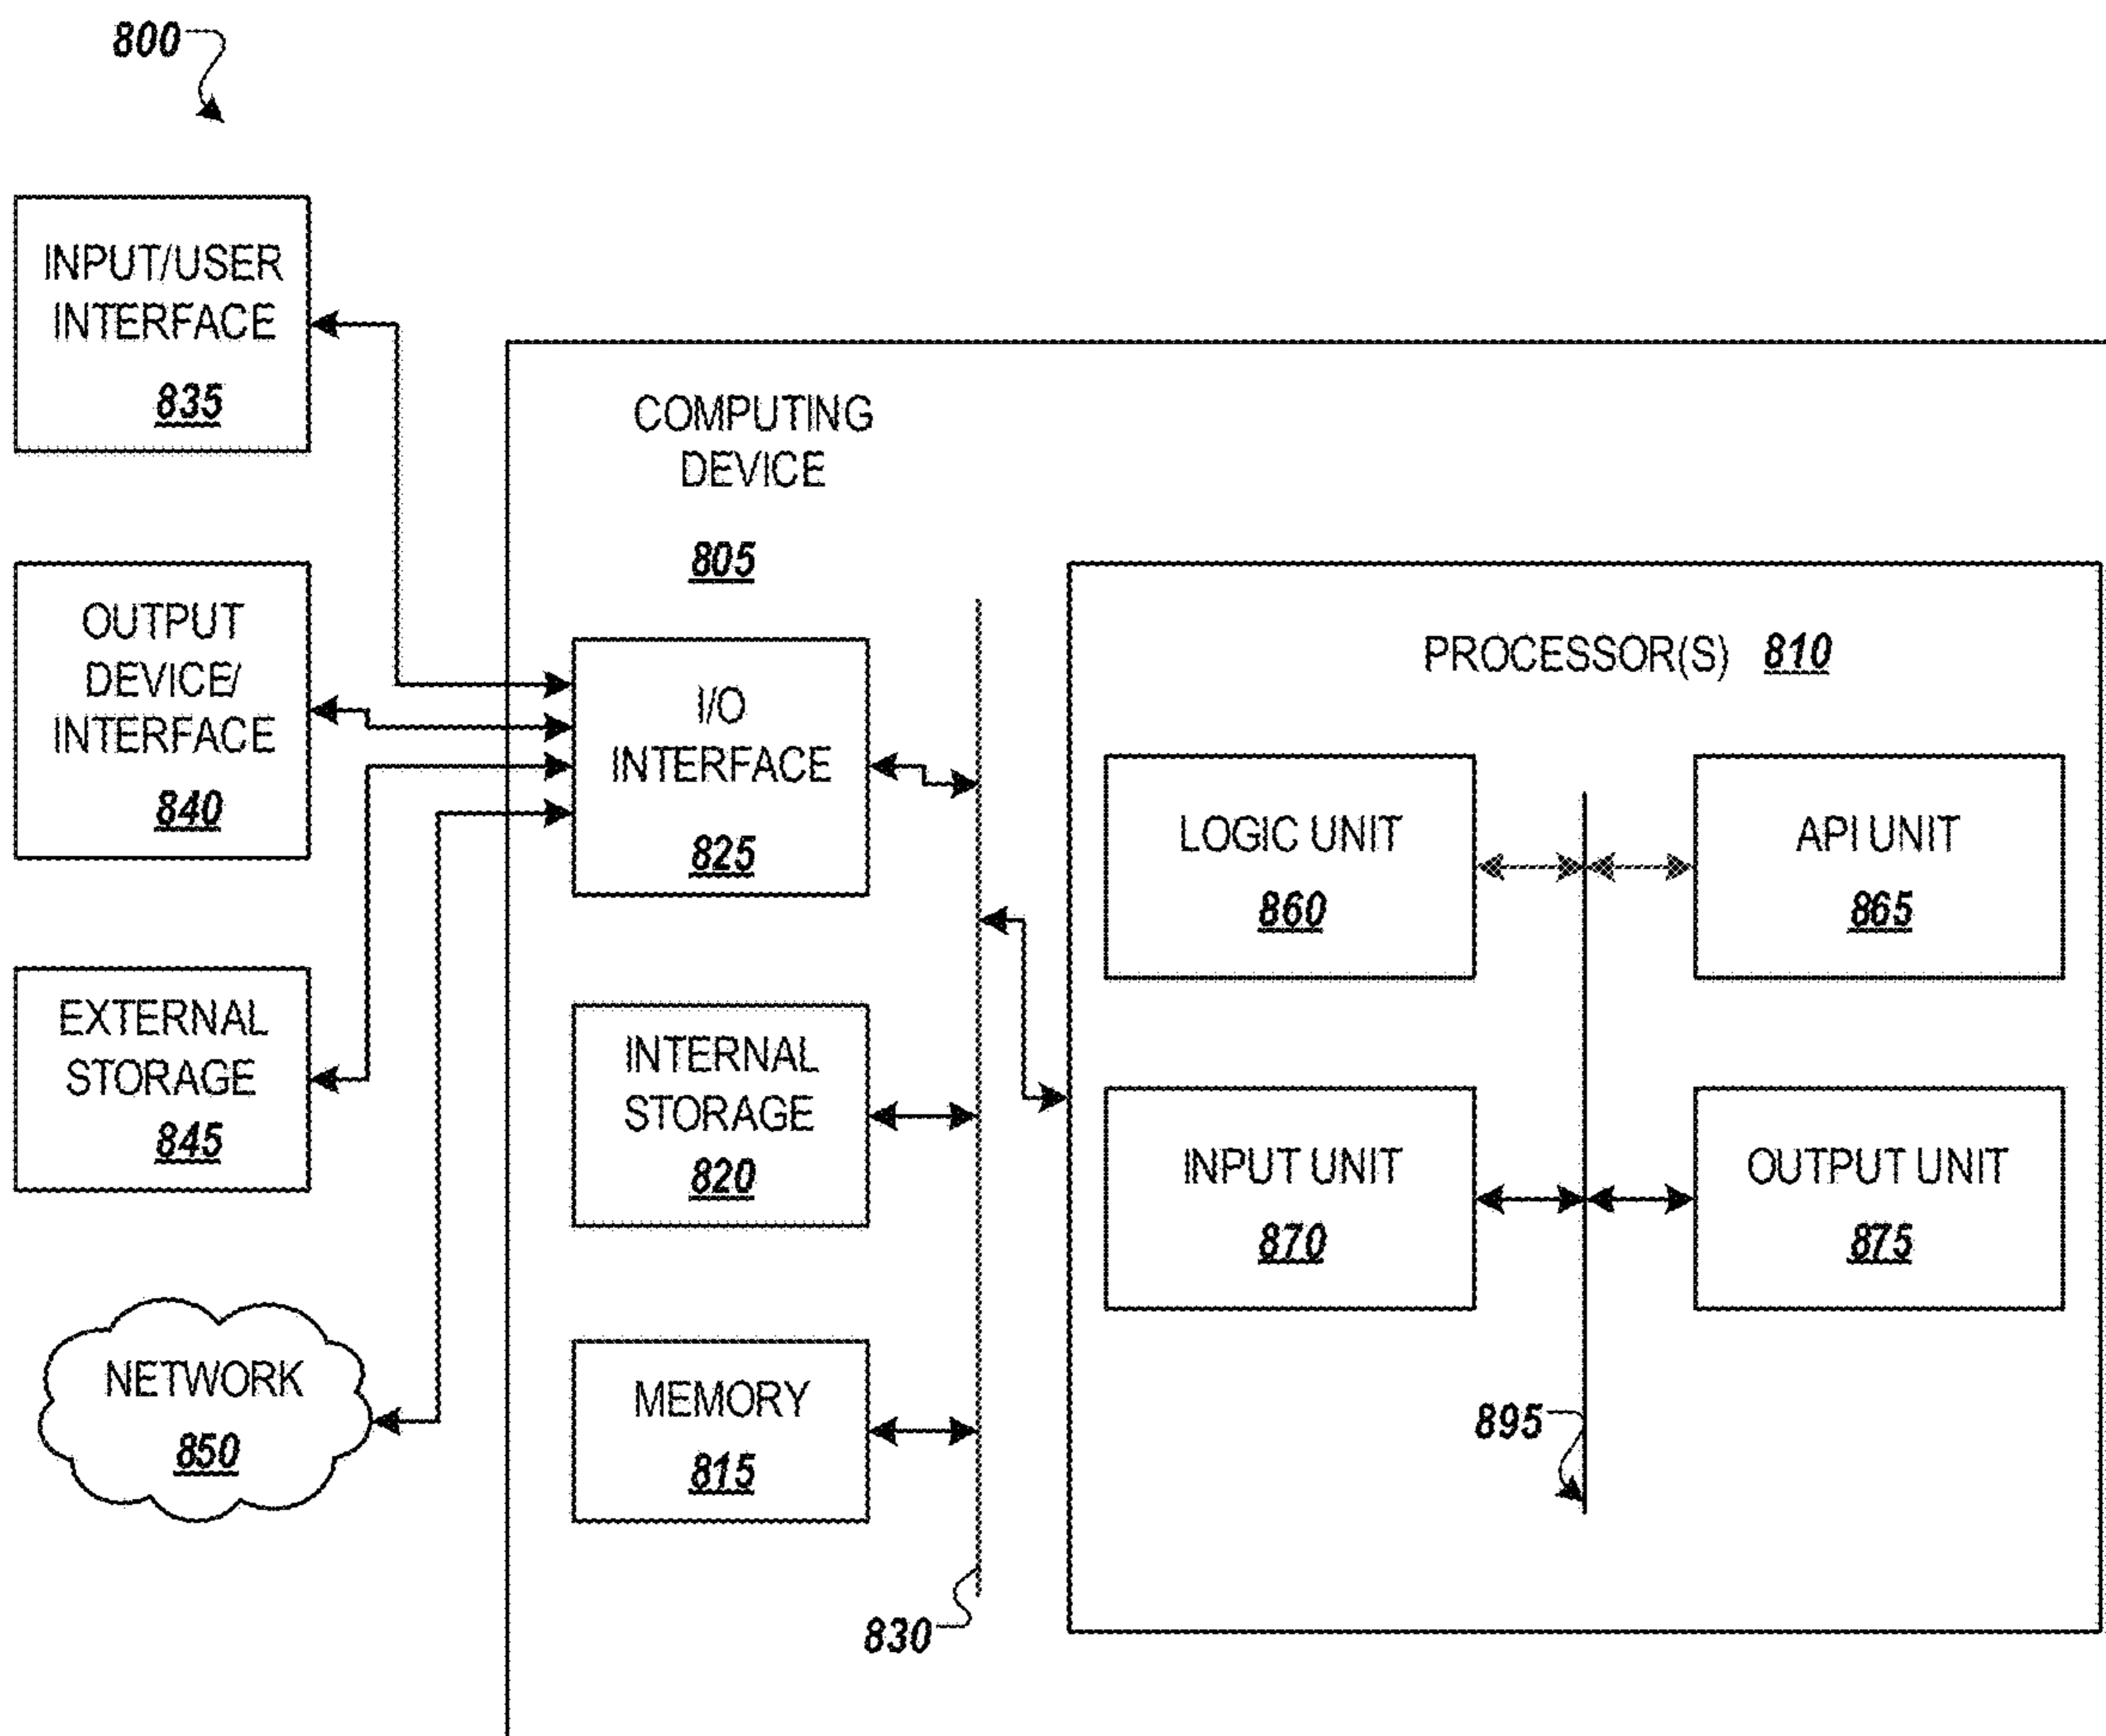 800
INPUT/USER
INTERFACE
835
OUTPUT
DEVICE/
INTERFACE
840
EXTERNAL
STORAGE
845
NETWORK
850
COMPUTING
DEVICE
805
I/O
INTERFACE
825
INTERNAL
STORAGE
820
MEMORY
815
830
PROCESSOR(S) 810
LOGIC UNIT
860
API UNIT
865
INPUT UNIT
870
OUTPUT UNIT
875
895